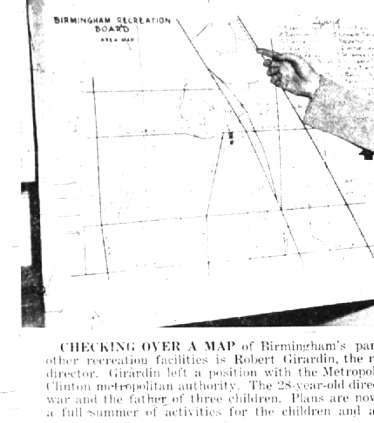 BIRMINGHAM RECREATION
BOARD
AREA MAP
Legend
CHECKING OVER A MAP of Birmingham's par
other recreation facilities is Robert Girardin, the r
director. Girardin left a position with the Metropol
Clinton metropolitan authority. The 28-year-old direc
war and the father of three children. Plans are now
a full summer of activities for the children and a